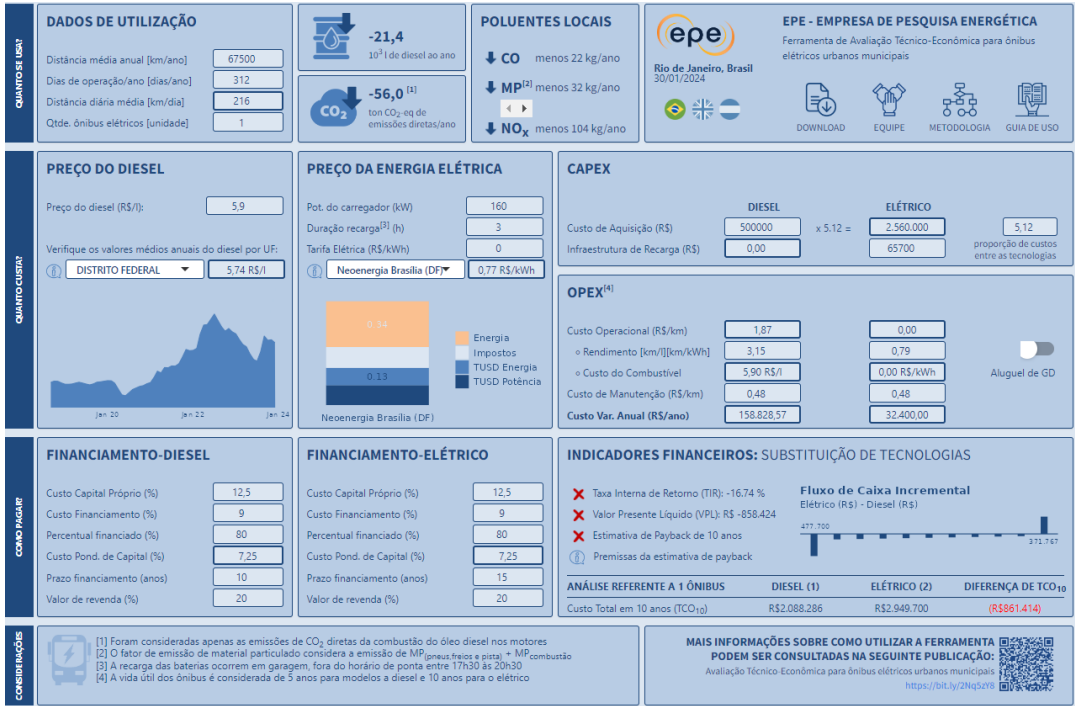 QUANTO SE USA?
DADOS DE UTILIZAÇÃO
Distância média anual [km/ano] 67500
Dias de operação/ano [dias/ano] 312
Distância diária média [km/dia] 216
Qtde. ônibus elétricos [unidade] 1
-21,4
10³ l de diesel ao ano
CO₂
-56,0 [1]
ton CO₂-eq de
emissões diretas/ano
POLUENTES LOCAIS
CO menos 22 kg/ano
MP[2] menos 32 kg/ano
NOX menos 104 kg/ano
epe
Rio de Janeiro, Brasil
30/01/2024
EPE - EMPRESA DE PESQUISA ENERGÉTICA
Ferramenta de Avaliação Técnico-Econômica para ônibus
elétricos urbanos municipais
DOWNLOAD EQUIPE METODOLOGIA GUIA DE USO
QUANTO CUSTA?
PREÇO DO DIESEL
Preço do diesel (R$/l): 5,9
Verifique os valores médios anuais do diesel por UF:
DISTRITO FEDERAL 5,74 R$/l
Jan 20 Jan 22 Jan 24
PREÇO DA ENERGIA ELÉTRICA
Pot. do carregador (kW) 160
Duração recarga[3] (h) 3
Tarifa Elétrica (R$/kWh) 0
Neoenergia Brasília (DF) 0,77 R$/kWh
0.34
0.13
Energia
Impostos
TUSD Energia
TUSD Potência
Neoenergia Brasília (DF)
CAPEX
DIESEL ELÉTRICO
Custo de Aquisição (R$) 500000 x 5.12 = 2.560.000 5,12
Infraestrutura de Recarga (R$) 0,00 65700
proporção de custos
entre as tecnologias
OPEX[4]
Custo Operacional (R$/km) 1,87 0,00
Rendimento [km/l][km/kWh] 3,15 0,79
Custo do Combustível 5,90 R$/l 0,00 R$/kWh
Custo de Manutenção (R$/km) 0,48 0,48
Custo Var. Anual (R$/ano) 158.828,57 32.400,00
Aluguel de GD
COMO PAGAR?
FINANCIAMENTO-DIESEL
Custo Capital Próprio (%) 12,5
Custo Financiamento (%) 9
Percentual financiado (%) 80
Custo Pond. de Capital (%) 7,25
Prazo financiamento (anos) 10
Valor de revenda (%) 20
FINANCIAMENTO-ELÉTRICO
Custo Capital Próprio (%) 12,5
Custo Financiamento (%) 9
Percentual financiado (%) 80
Custo Pond. de Capital (%) 7,25
Prazo financiamento (anos) 15
Valor de revenda (%) 20
INDICADORES FINANCEIROS: SUBSTITUIÇÃO DE TECNOLOGIAS
Taxa Interna de Retorno (TIR): -16.74 %
Valor Presente Líquido (VPL): R$ -858.424
Estimativa de Payback de 10 anos
Premissas da estimativa de payback
Fluxo de Caixa Incremental
Elétrico (R$) - Diesel (R$)
477.700
371.767
ANÁLISE REFERENTE A 1 ÔNIBUS DIESEL (1) ELÉTRICO (2) DIFERENÇA DE TCO₁₀
Custo Total em 10 anos (TCO₁₀) R$2.088.286 R$2.949.700 (R$861.414)
CONSIDERAÇÕES
[1] Foram consideradas apenas as emissões de CO₂ diretas da combustão do óleo diesel nos motores
[2] O fator de emissão de material particulado considera a emissão de MP(pneus,freios e pista) + MPcombustão
[3] A recarga das baterias ocorrem em garagem, fora do horário de ponta entre 17h30 às 20h30
[4] A vida útil dos ônibus é considerada de 5 anos para modelos a diesel e 10 anos para o elétrico
MAIS INFORMAÇÕES SOBRE COMO UTILIZAR A FERRAMENTA
PODEM SER CONSULTADAS NA SEGUINTE PUBLICAÇÃO:
Avaliação Técnico-Econômica para ônibus elétricos urbanos municipais
https://bit.ly/2Nq5zY8